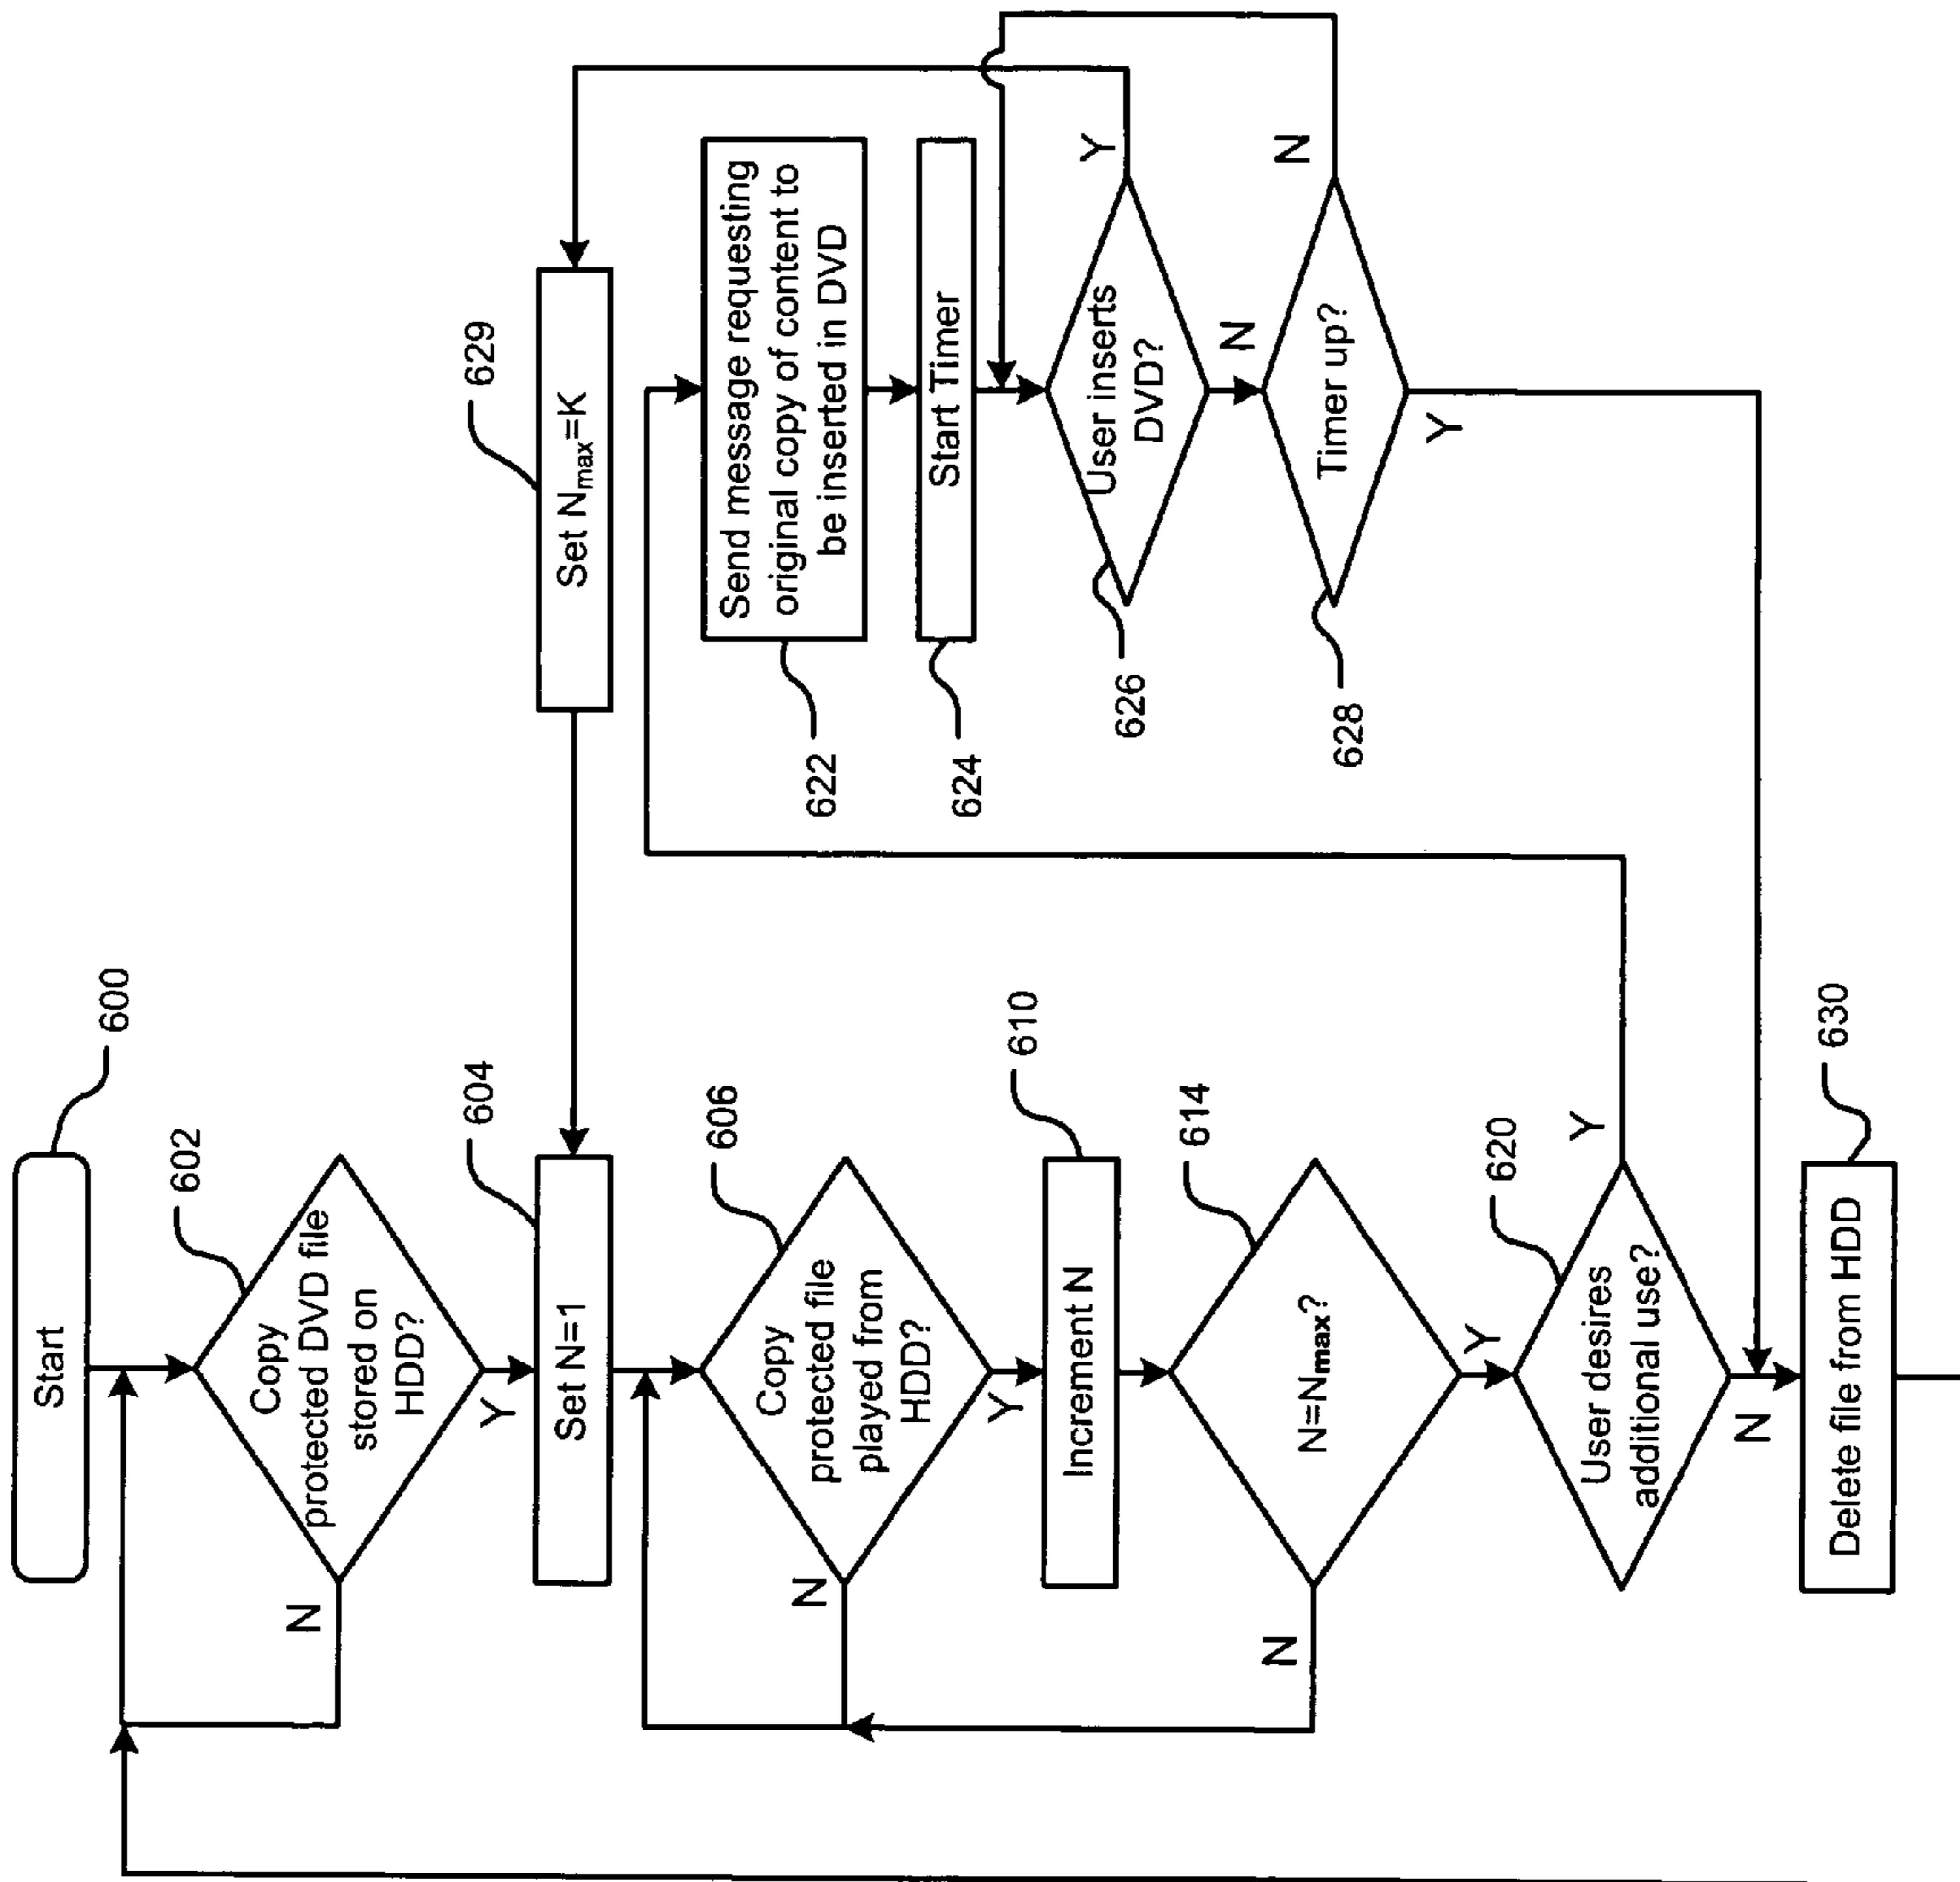 Start
600
Copy
protected DVD file
stored on
HDD?
602
N
Y
Set N=1
604
Copy
protected file
played from
HDD?
606
N
Y
Increment N
610
N=Nmax?
614
N
Y
User desires
additional use?
620
Y
N
Delete file from HDD
630
Set Nmax=K
629
Send message requesting
original copy of content to
be inserted in DVD
622
Start Timer
624
User inserts
DVD?
626
Y
N
Timer up?
628
N
Y